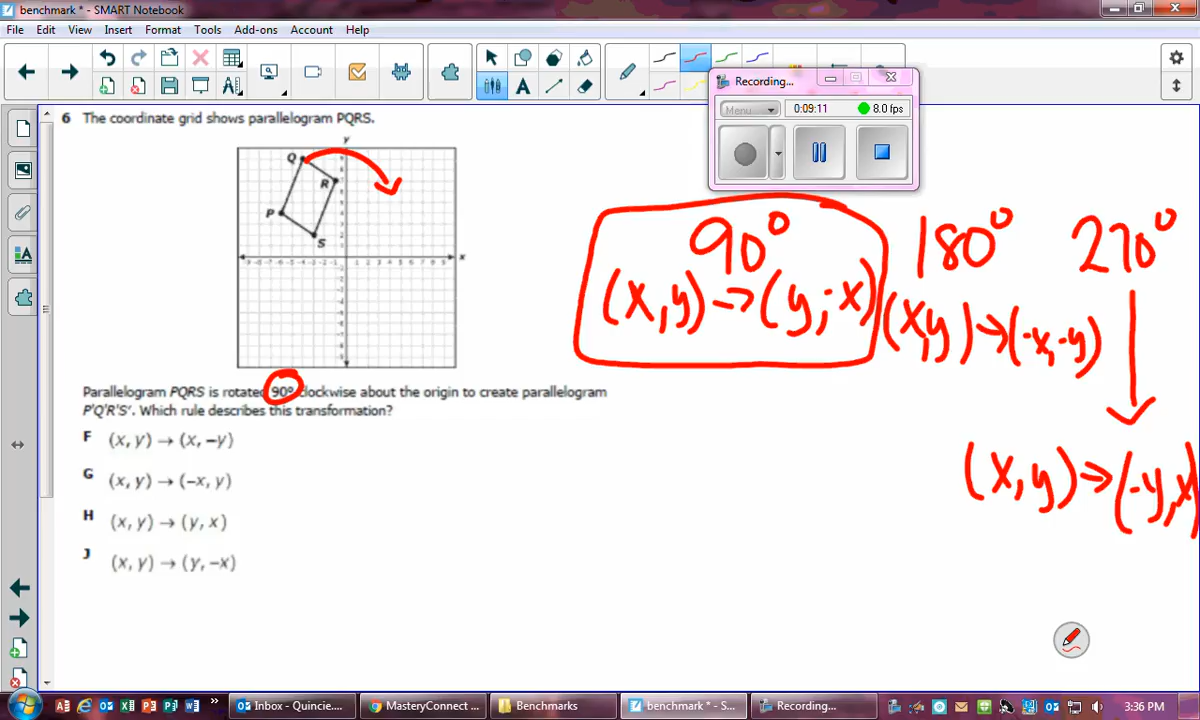 benchmark * - SMART Notebook
File Edit View Insert Format Tools Add-ons Account Help
Recording...
Menu
0:09:11
8.0 fps
6 The coordinate grid shows parallelogram PQRS.
y
Q
R
P
S
x
90°
(x,y)→(y,-x)
180°
(x,y)→(-x,-y)
270°
(x,y)→(-y,x)
Parallelogram PQRS is rotated 90° clockwise about the origin to create parallelogram
P'Q'R'S'. Which rule describes this transformation?
F (x, y) → (x, −y)
G (x, y) → (−x, y)
H (x, y) → (y, x)
J (x, y) → (y, −x)
Inbox - Quincie....
MasteryConnect ...
Benchmarks
benchmark * - S...
Recording...
3:36 PM